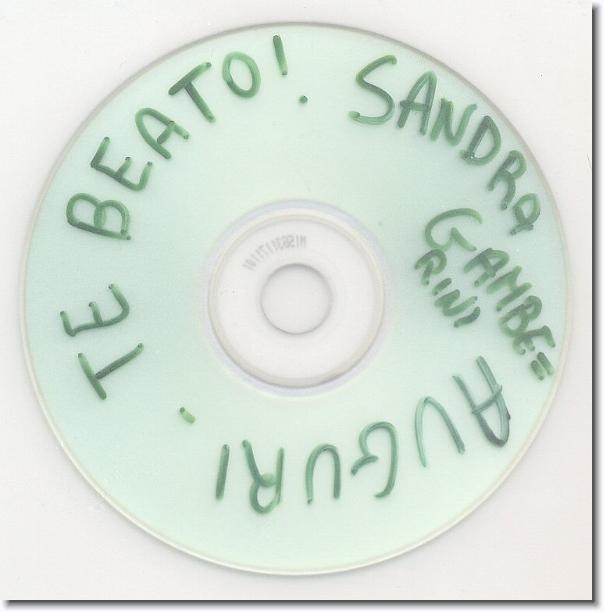 SANDRA
GAMBE=
RINI
AUGURI.
TE BEATO!